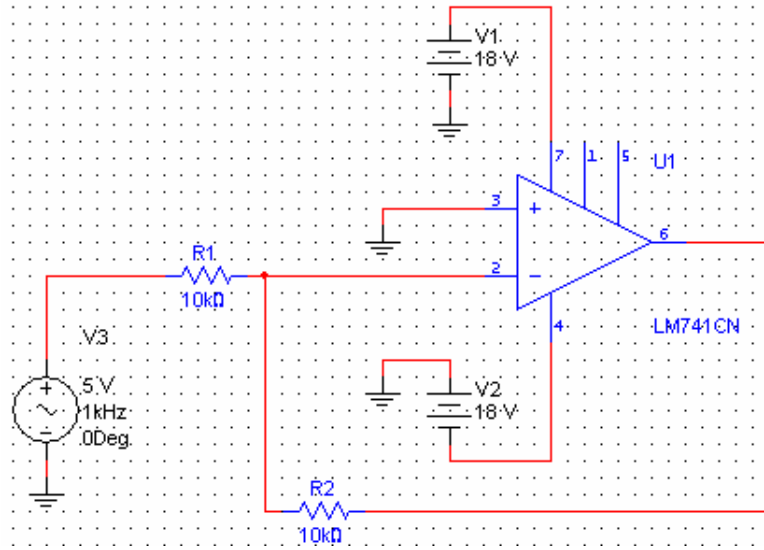 V1
18 V
7
1
5
U1
3
+
6
R1
2
−
10kΩ
4
LM741CN
V3
V2
+
5 V
18 V
1kHz
−
0Deg
R2
10kΩ